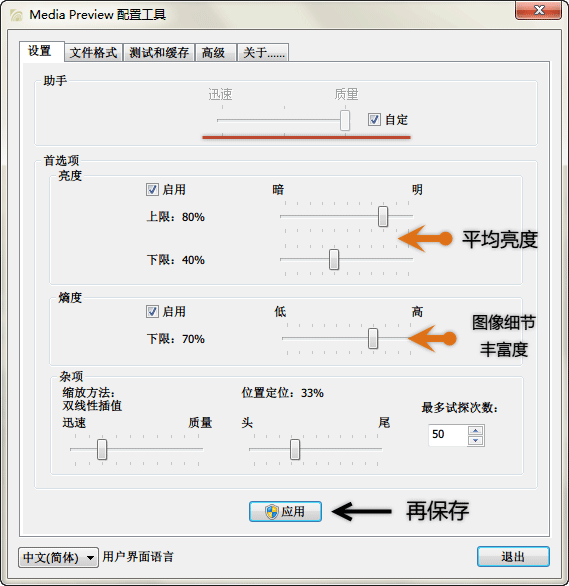 Media Preview 配置工具
设置 文件格式 测试和缓存 高级 关于......
助手
迅速 质量
自定
首选项
亮度
启用 暗 明
上限：80%
平均亮度
下限：40%
熵度
启用 低 高
图像细节
丰富度
下限：70%
杂项
缩放方法：
双线性插值
位置定位：33%
迅速 质量 头 尾
最多试探次数：
50
应用 再保存
中文(简体) 用户界面语言 退出